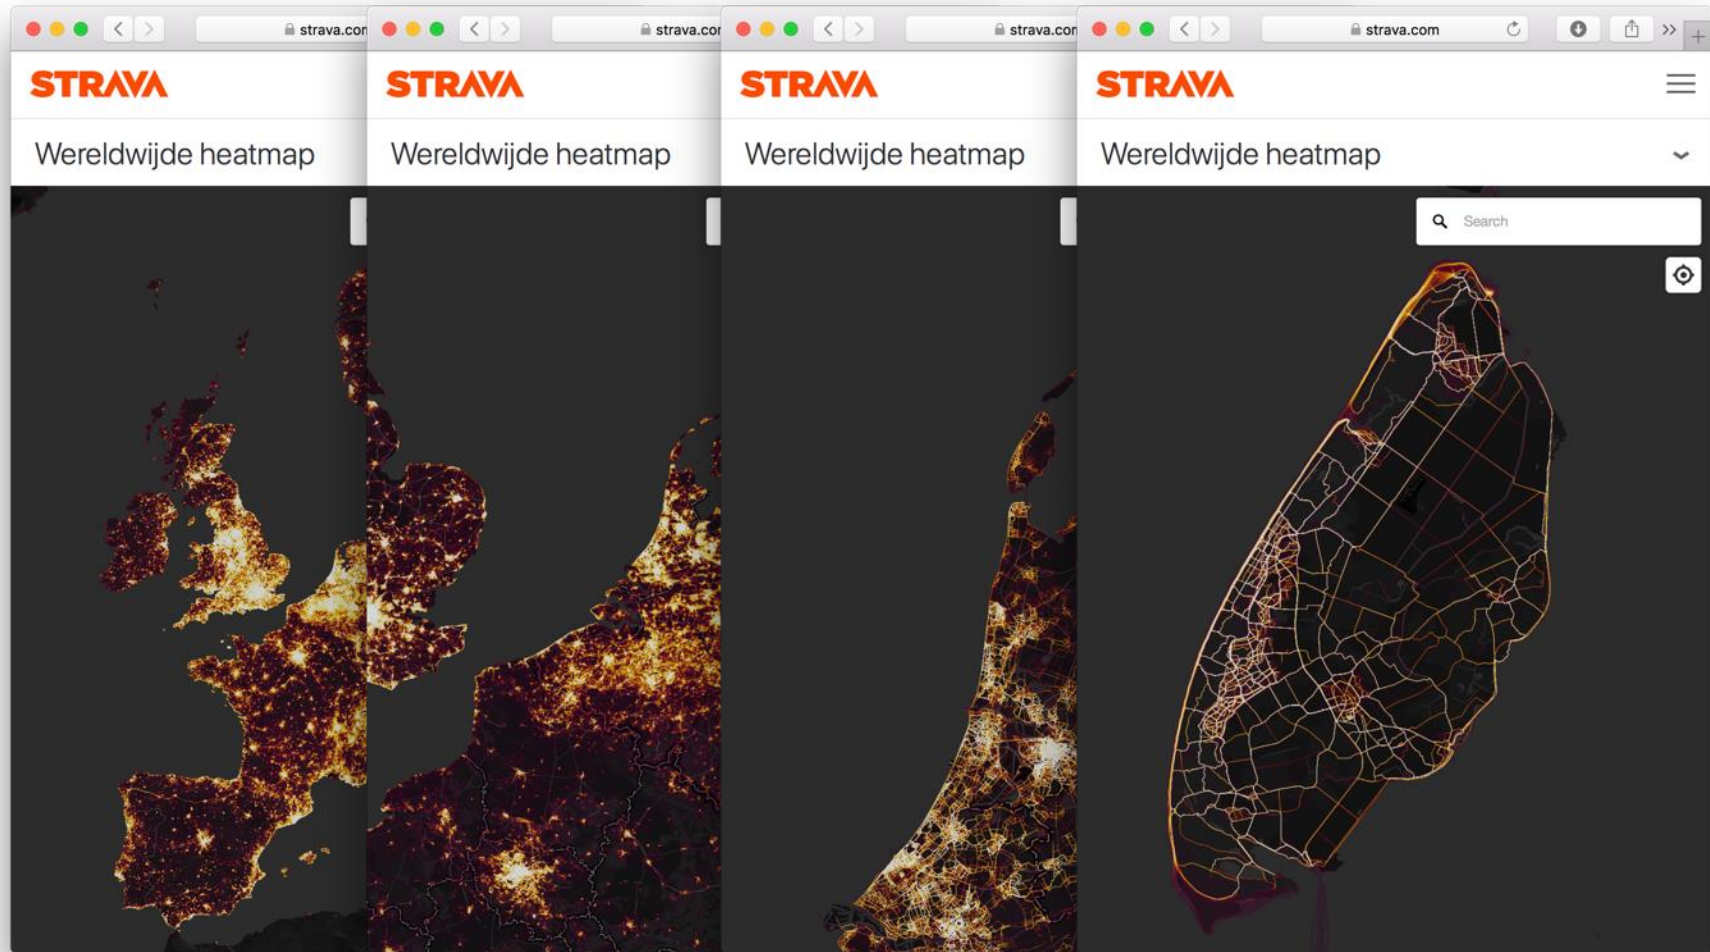 strava.com
STRAVA
Wereldwijde heatmap
strava.com
STRAVA
Wereldwijde heatmap
strava.com
STRAVA
Wereldwijde heatmap
strava.com
STRAVA
Wereldwijde heatmap
Search